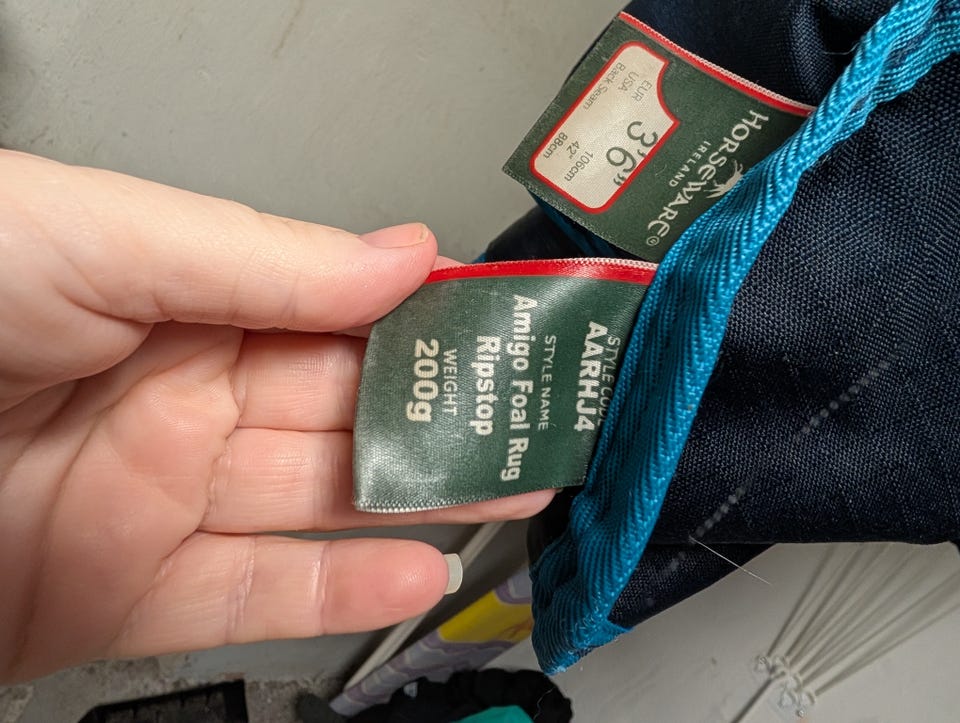 HORSEWARE®
IRELAND
3'6"
EUR 106cm
USA 42"
Back Seam 88cm
STYLE CODE
AARHJ4
STYLE NAME
Amigo Foal Rug
Ripstop
WEIGHT
200g